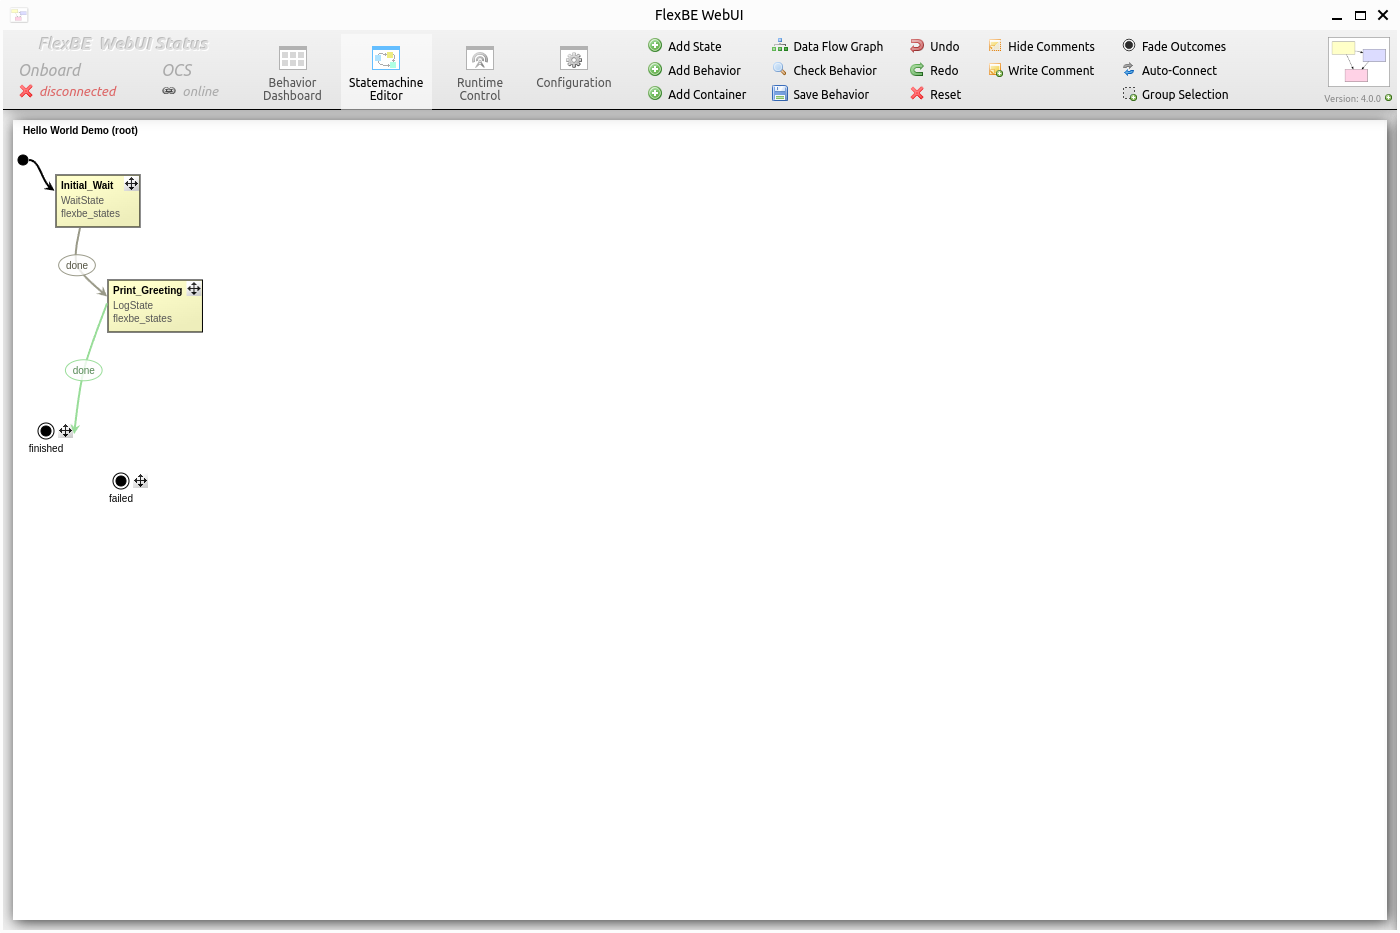 FlexBE WebUI
FlexBE WebUI Status
Onboard
OCS
disconnected
online
Behavior
Dashboard
Statemachine
Editor
Runtime
Control
Configuration
Add State
Add Behavior
Add Container
Data Flow Graph
Check Behavior
Save Behavior
Undo
Redo
Reset
Hide Comments
Write Comment
Fade Outcomes
Auto-Connect
Group Selection
Version: 4.0.0
Hello World Demo (root)
Initial_Wait
WaitState
flexbe_states
done
Print_Greeting
LogState
flexbe_states
done
finished
failed